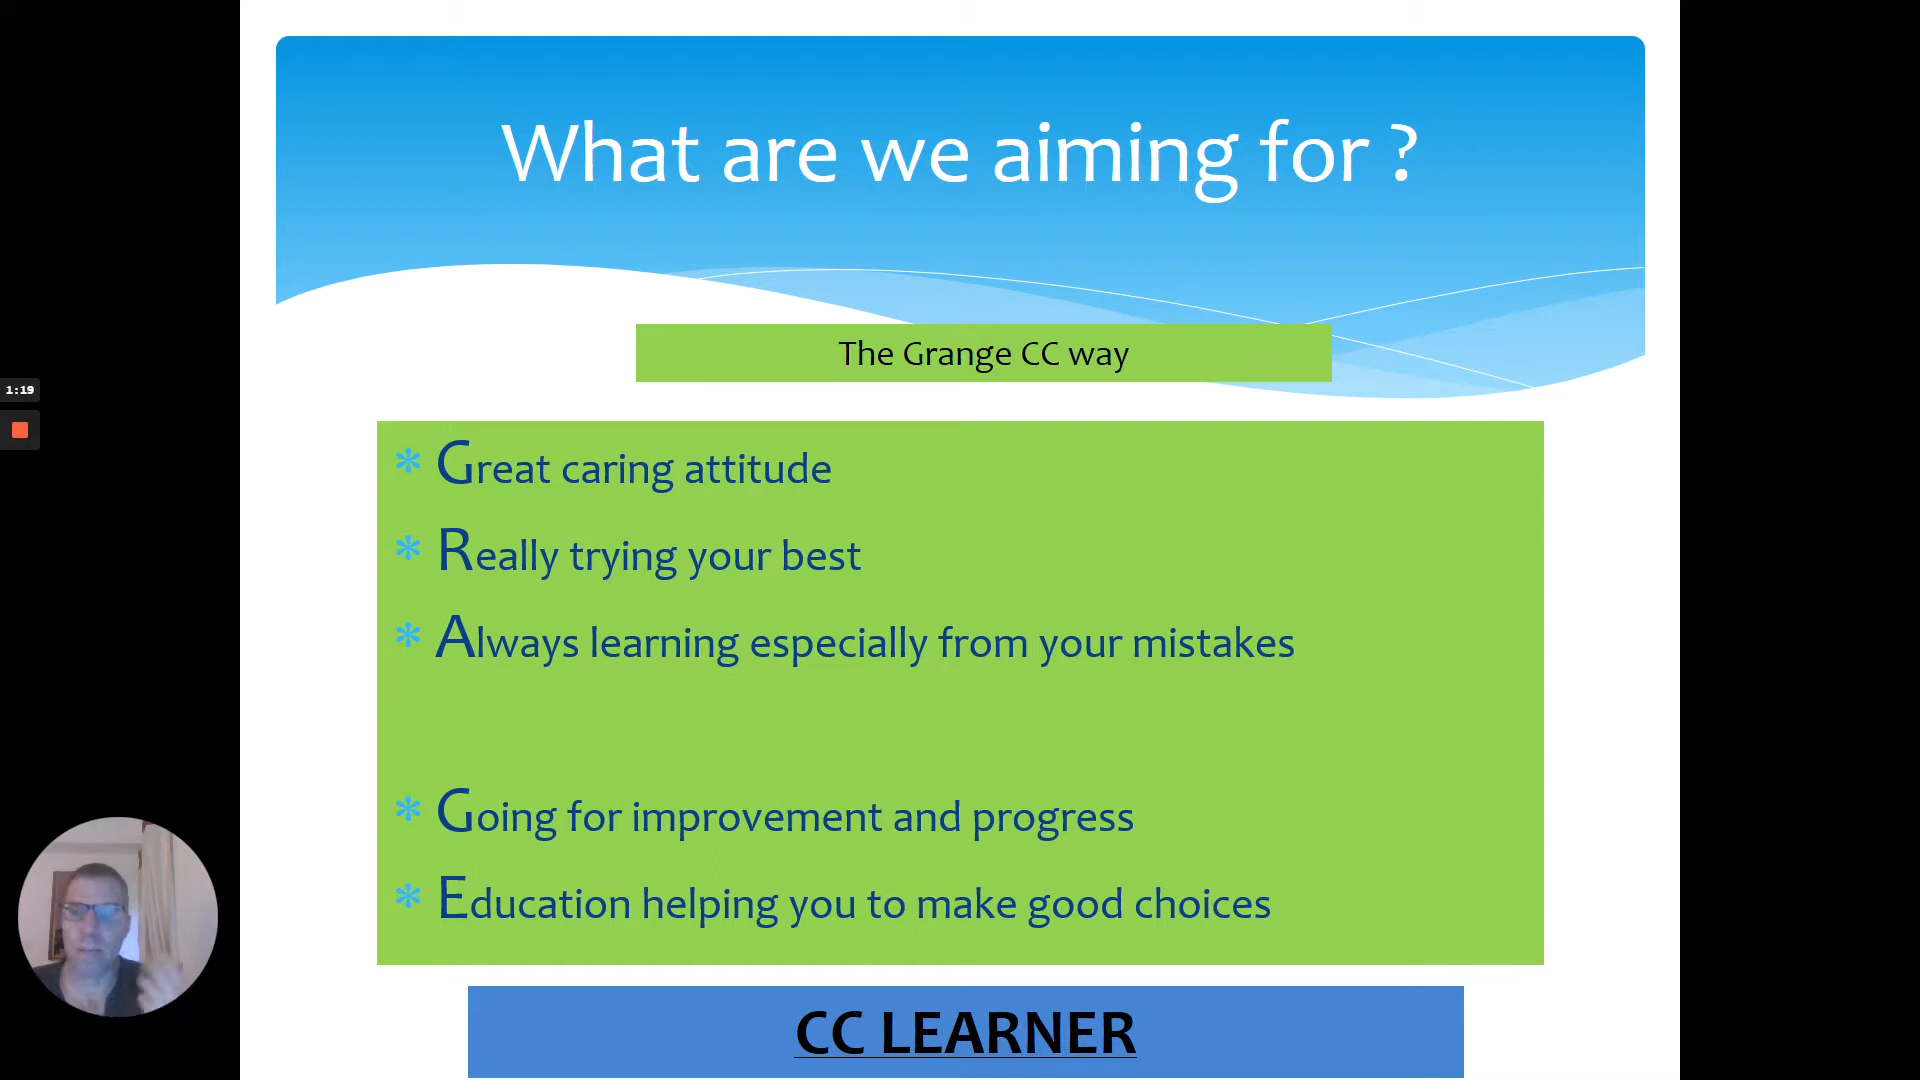 What are we aiming for ?
The Grange CC way
1:19
* Great caring attitude
* Really trying your best
* Always learning especially from your mistakes
* Going for improvement and progress
* Education helping you to make good choices
CC LEARNER